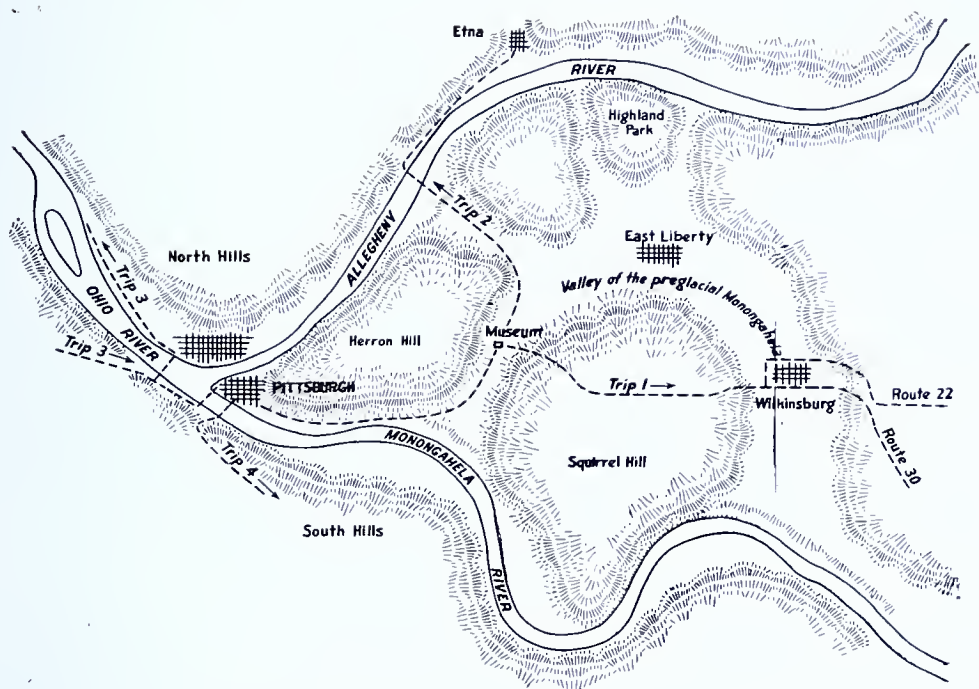 Etna
RIVER
Highland
Park
Trip 2
ALLEGHENY
North Hills
East Liberty
Trip 3
OHIO
RIVER
Valley of the preglacial Monongahela
Herron Hill
Museum
Trip 3
PITTSBURGH
Trip 1
Wilkinsburg
Route 22
MONONGAHELA
Squirrel Hill
Route 30
Trip 4
South Hills
RIVER